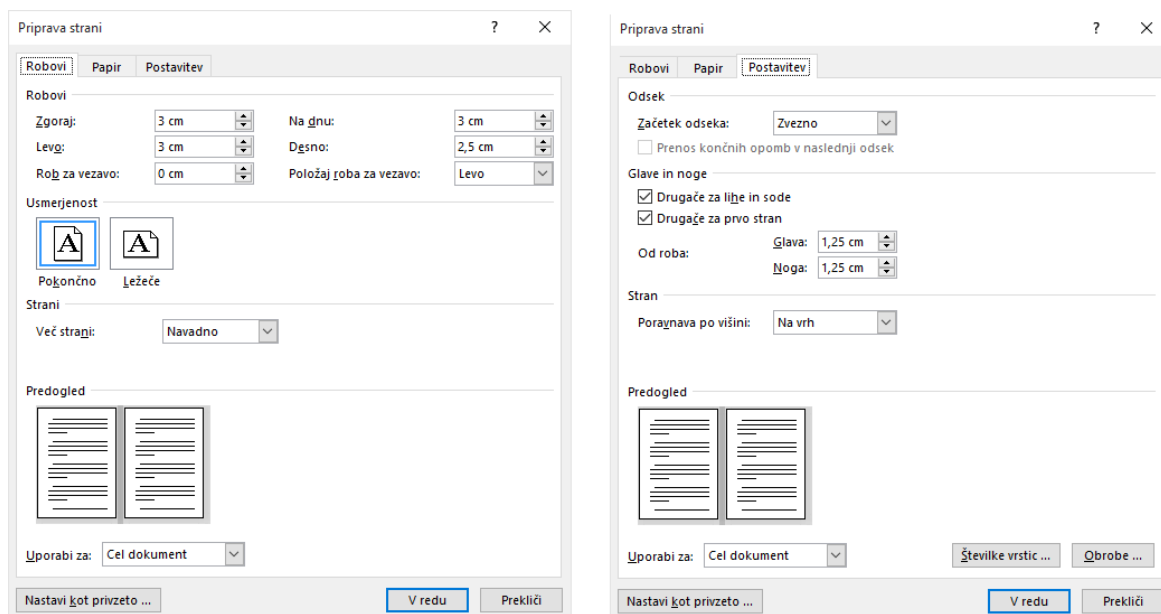 Priprava strani
Robovi Papir Postavitev
Robovi
Zgoraj: 3 cm Na dnu: 3 cm
Levo: 3 cm Desno: 2,5 cm
Rob za vezavo: 0 cm Položaj roba za vezavo: Levo
Usmerjenost
A A
Pokončno Ležeče
Strani
Več strani: Navadno
Predogled
Uporabi za: Cel dokument
Nastavi kot privzeto ... V redu Prekliči
Priprava strani
Robovi Papir Postavitev
Odsek
Začetek odseka: Zvezno
Prenos končnih opomb v naslednji odsek
Glave in noge
Drugače za lihe in sode
Drugače za prvo stran
Od roba: Glava: 1,25 cm
Noga: 1,25 cm
Stran
Poravnava po višini: Na vrh
Predogled
Uporabi za: Cel dokument Številke vrstic ... Obrobe ...
Nastavi kot privzeto ... V redu Prekliči